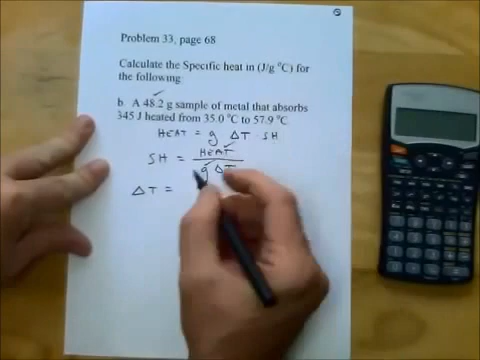 Problem 33, page 68
Calculate the Specific heat in (J/g °C) for
the following:
b. A 48.2 g sample of metal that absorbs
345 J heated from 35.0 °C to 57.9 °C
HEAT = g ΔT · SH
SH = HEAT
g ΔT
ΔT =